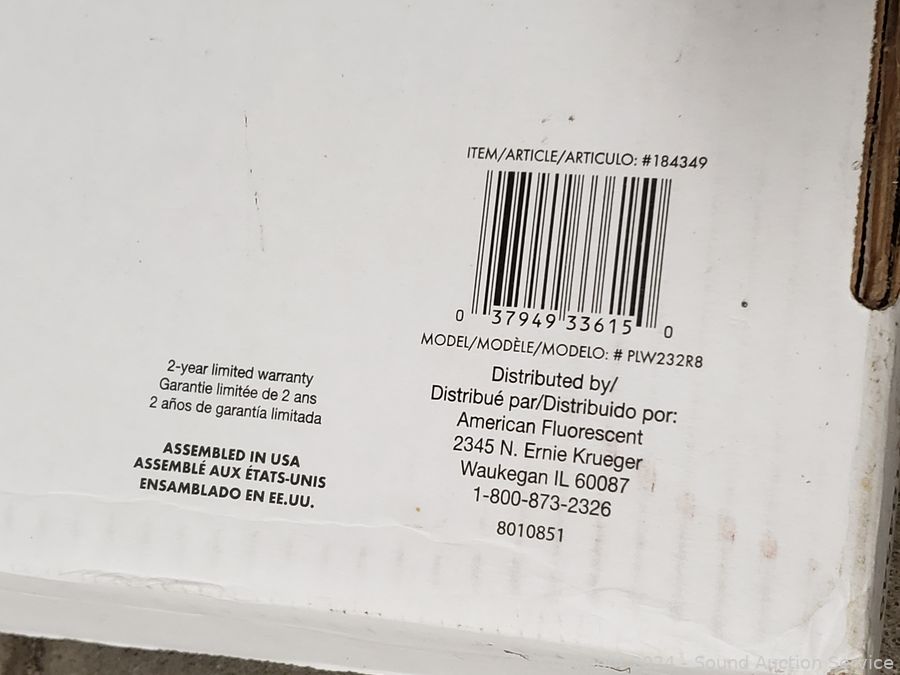 ITEM/ARTICLE/ARTICULO: #184349
0 37949 33615 0
MODEL/MODÈLE/MODELO: # PLW232R8
Distributed by/
Distribué par/Distribuido por:
American Fluorescent
2345 N. Ernie Krueger
Waukegan IL 60087
1-800-873-2326
8010851
2-year limited warranty
Garantie limitée de 2 ans
2 años de garantía limitada
ASSEMBLED IN USA
ASSEMBLÉ AUX ÉTATS-UNIS
ENSAMBLADO EN EE.UU.
2024 - Sound Auction Service